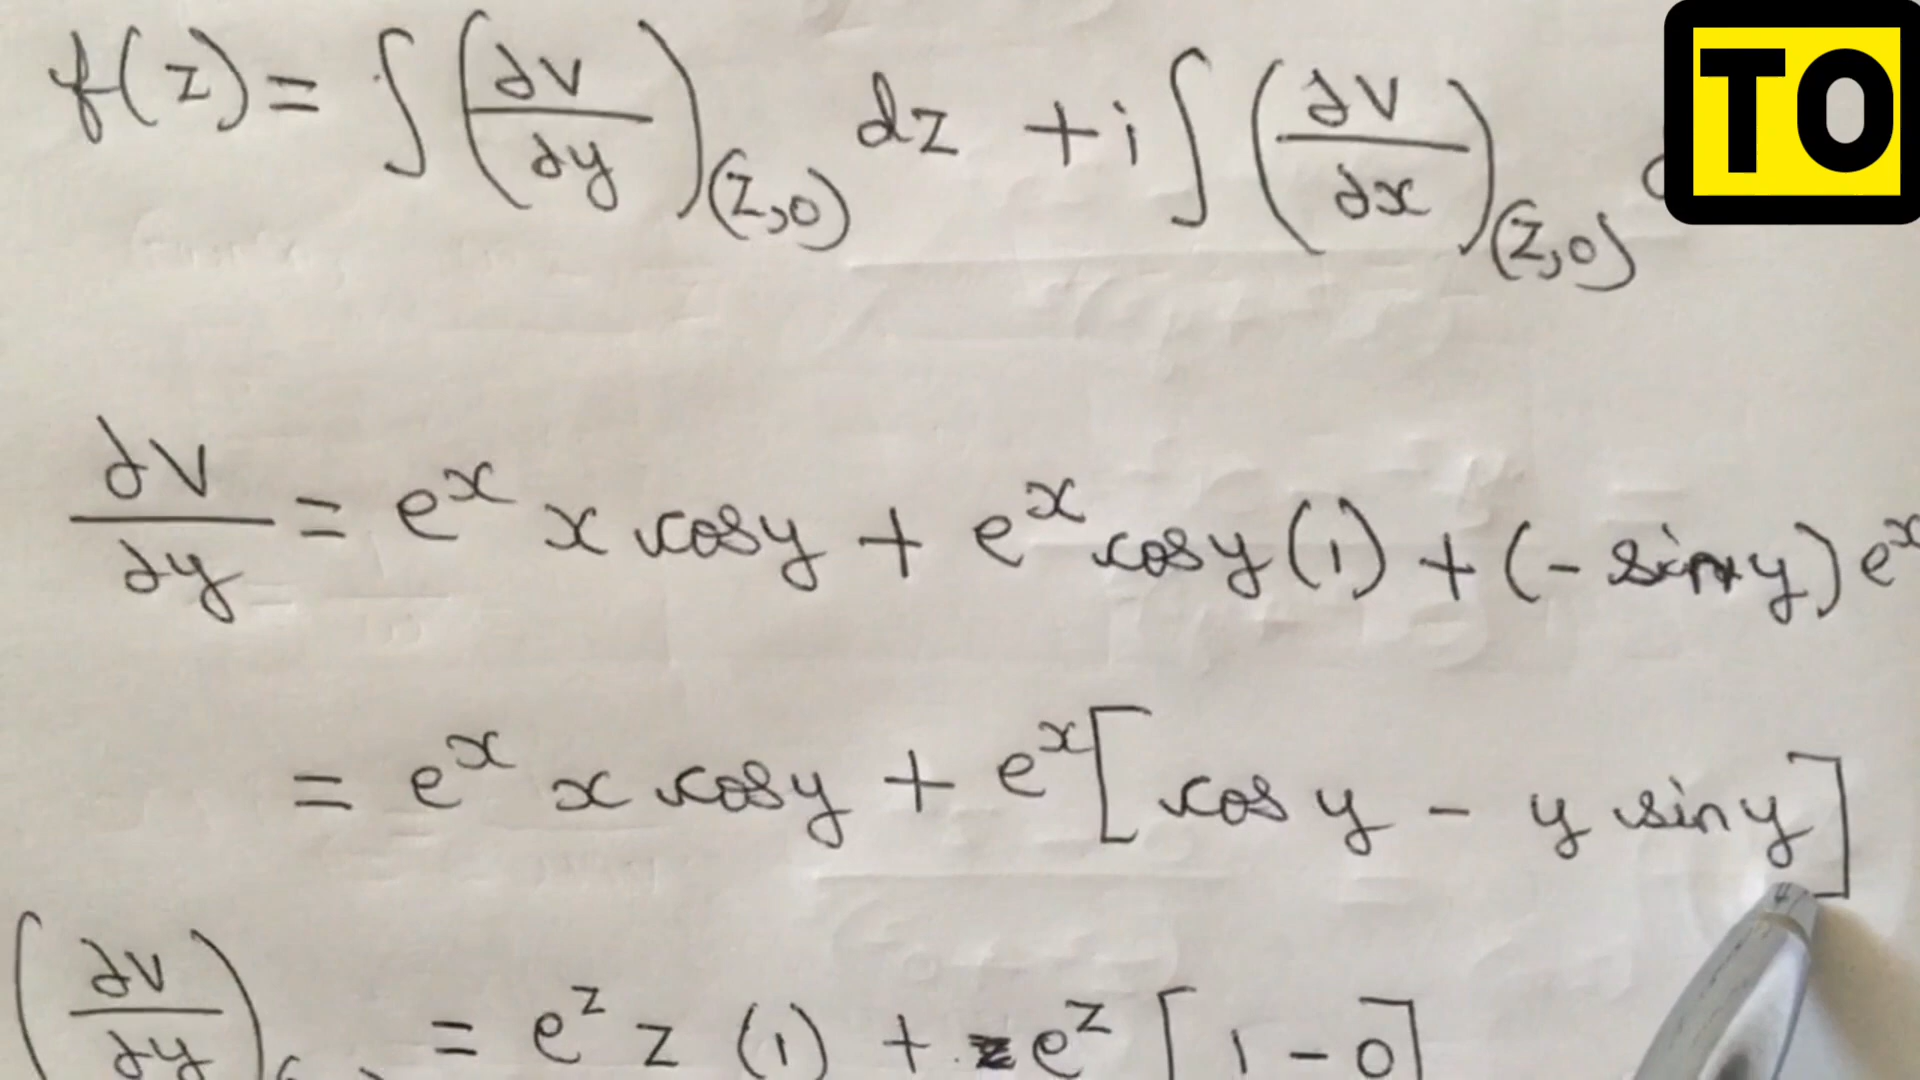 f(z) = ∫ (∂v/∂y)(z,0) dz + i ∫ (∂v/∂x)(z,0)
TO
∂v/∂y = e^x x cosy + e^x cosy (1) + (- siny) e^x
= e^x x cosy + e^x [cos y - y siny]
(∂v/∂y) = e^z z (1) + e^z [1 - 0]